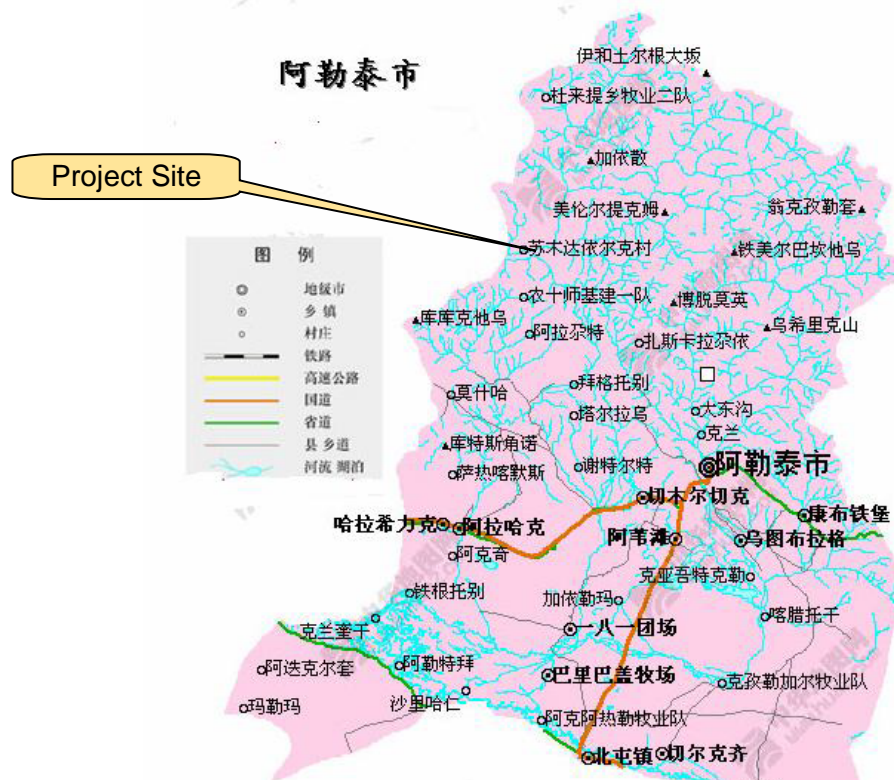 阿勒泰市
伊和土尔根大坂
杜来提乡牧业二队
加依散
Project Site
美伦尔提克姆
翁克孜勒套
苏木达依尔克村
铁美尔巴坎他乌
图 例
地级市
乡 镇
村庄
铁路
高速公路
国道
省道
县 乡道
河流 湖泊
农十师基建一队
博脱莫英
库库克他乌
阿拉尕特
乌希里克山
扎斯卡拉尕依
拜格托别
莫什哈
塔尔拉乌
大东沟
克兰
库特斯角诺
谢特尔特
阿勒泰市
萨热喀默斯
切木尔切克
康布铁堡
哈拉希力克
阿拉哈克
阿苇滩
乌图布拉格
阿克奇
克亚吾特克勒
铁根托别
加依勒玛
喀腊托干
克兰奎干
一八一团场
阿勒特拜
阿迭克尔套
巴里巴盖牧场
克孜勒加尔牧业队
沙里哈仁
玛勒玛
阿克阿热勒牧业队
北屯镇
切尔克齐